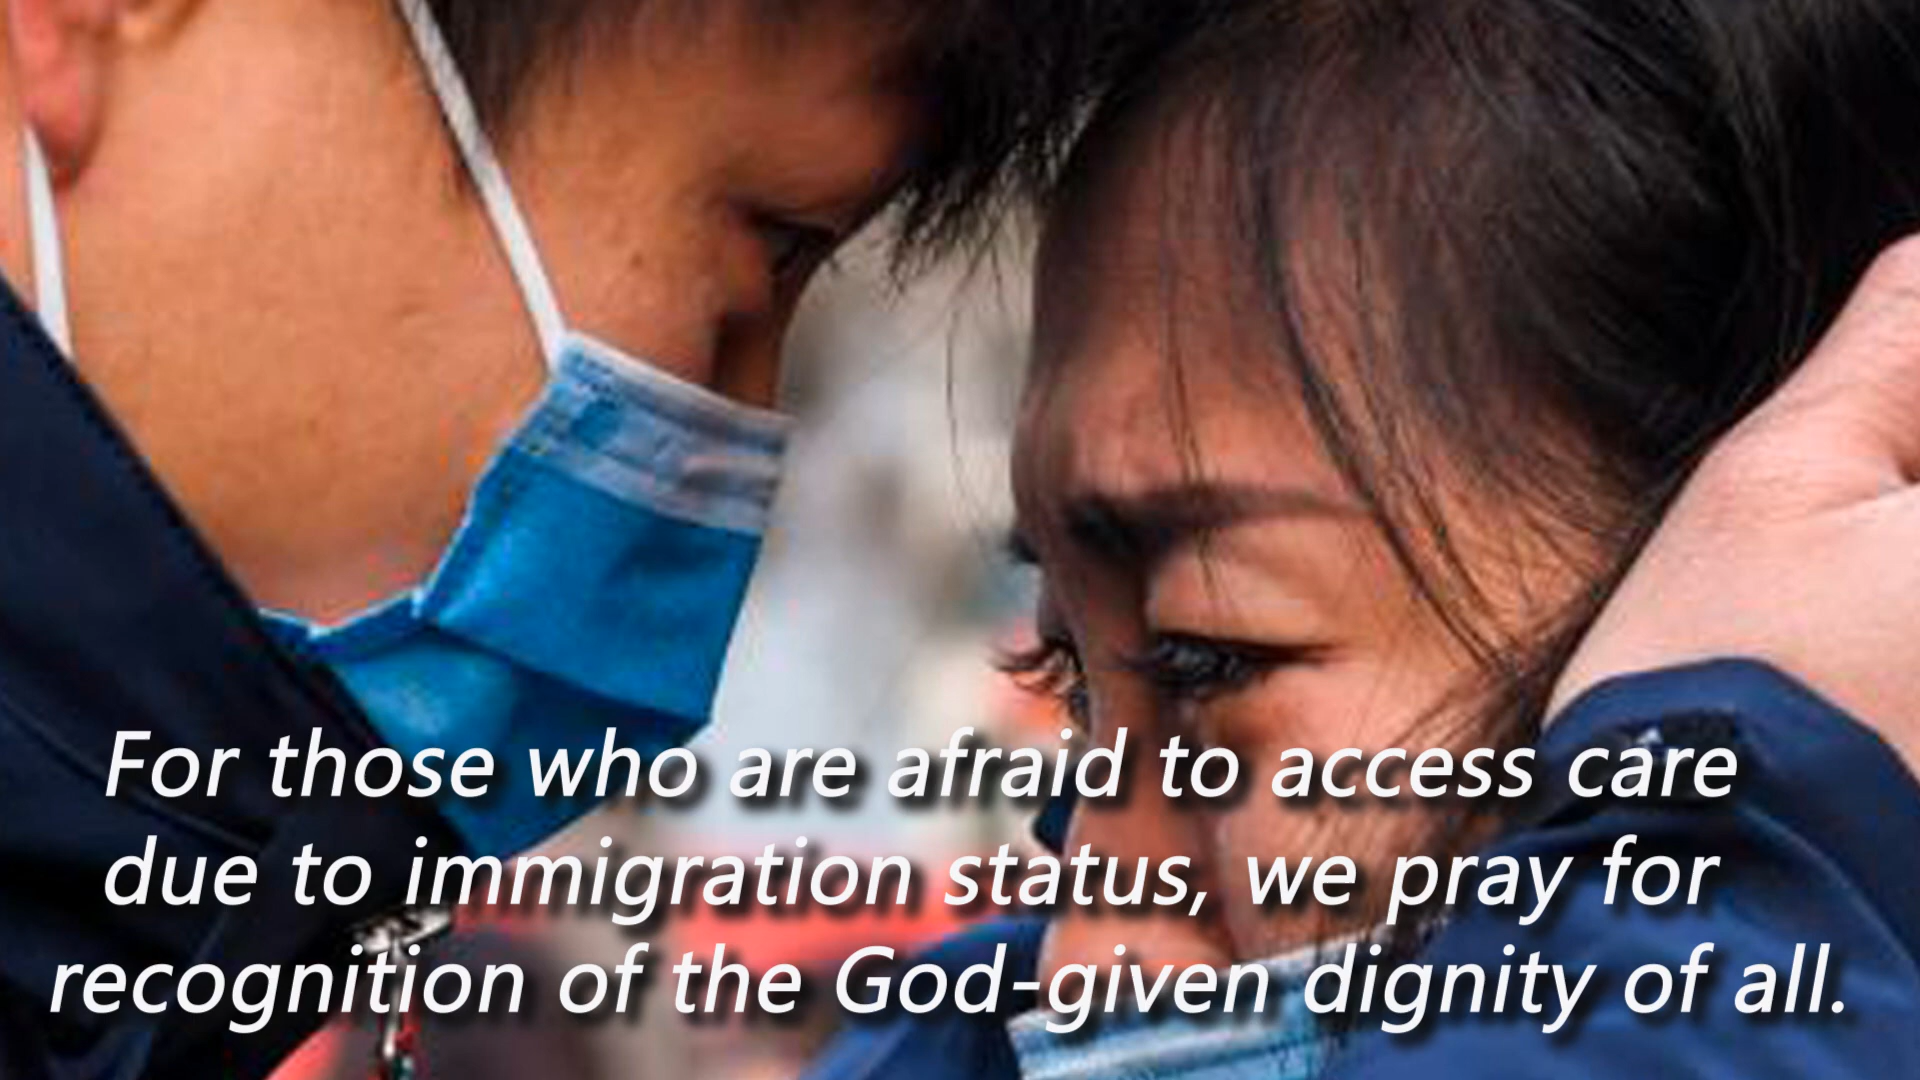 For those who are afraid to access care
due to immigration status, we pray for
recognition of the God-given dignity of all.